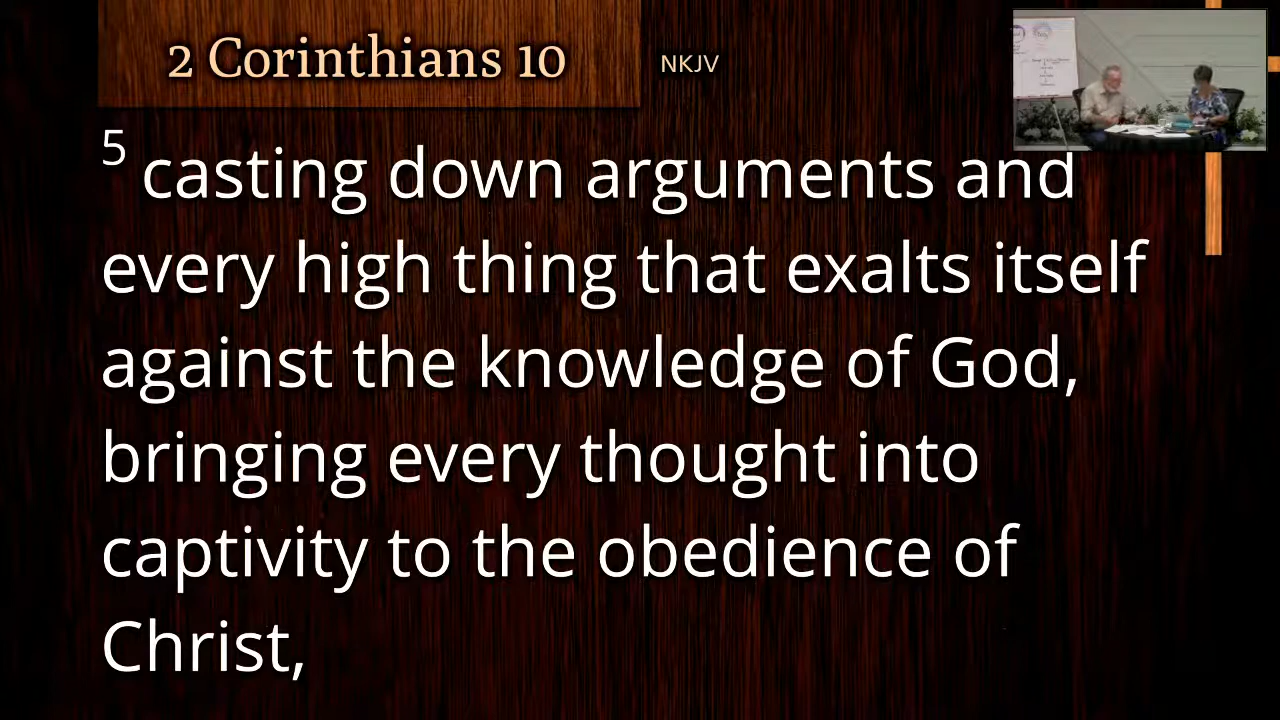 2 Corinthians 10 NKJV
5 casting down arguments and
every high thing that exalts itself
against the knowledge of God,
bringing every thought into
captivity to the obedience of
Christ,